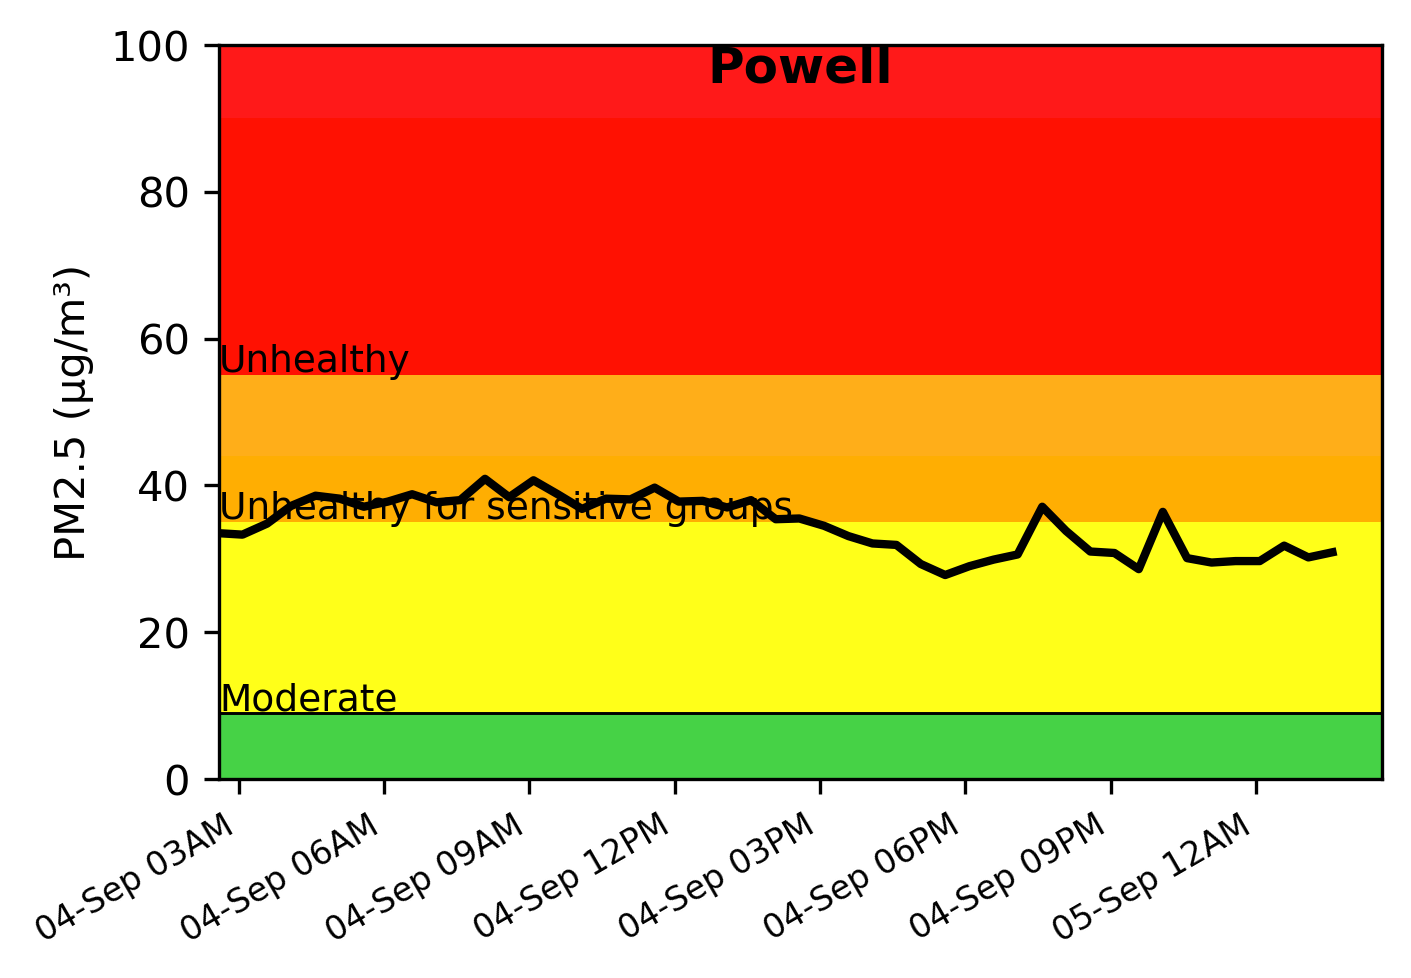 Powell
100
80
60
40
20
0
PM2.5 (µg/m³)
Unhealthy
Unhealthy for sensitive groups
Moderate
04-Sep 03AM
04-Sep 06AM
04-Sep 09AM
04-Sep 12PM
04-Sep 03PM
04-Sep 06PM
04-Sep 09PM
05-Sep 12AM